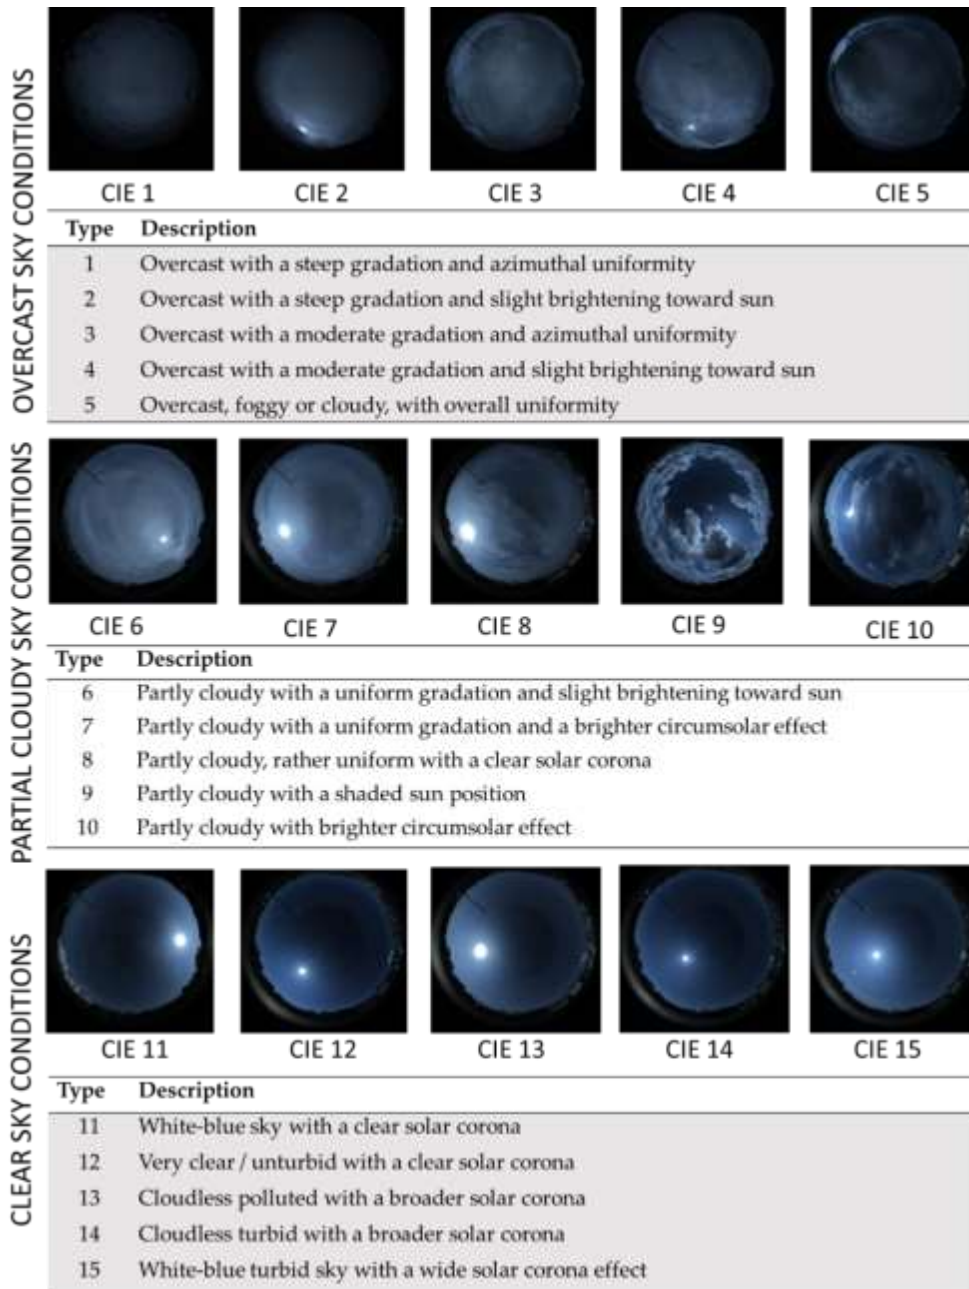 OVERCAST SKY CONDITIONS
CIE 1 CIE 2 CIE 3 CIE 4 CIE 5
Type Description
1 Overcast with a steep gradation and azimuthal uniformity
2 Overcast with a steep gradation and slight brightening toward sun
3 Overcast with a moderate gradation and azimuthal uniformity
4 Overcast with a moderate gradation and slight brightening toward sun
5 Overcast, foggy or cloudy, with overall uniformity
PARTIAL CLOUDY SKY CONDITIONS
CIE 6 CIE 7 CIE 8 CIE 9 CIE 10
Type Description
6 Partly cloudy with a uniform gradation and slight brightening toward sun
7 Partly cloudy with a uniform gradation and a brighter circumsolar effect
8 Partly cloudy, rather uniform with a clear solar corona
9 Partly cloudy with a shaded sun position
10 Partly cloudy with brighter circumsolar effect
CLEAR SKY CONDITIONS
CIE 11 CIE 12 CIE 13 CIE 14 CIE 15
Type Description
11 White-blue sky with a clear solar corona
12 Very clear / unturbid with a clear solar corona
13 Cloudless polluted with a broader solar corona
14 Cloudless turbid with a broader solar corona
15 White-blue turbid sky with a wide solar corona effect